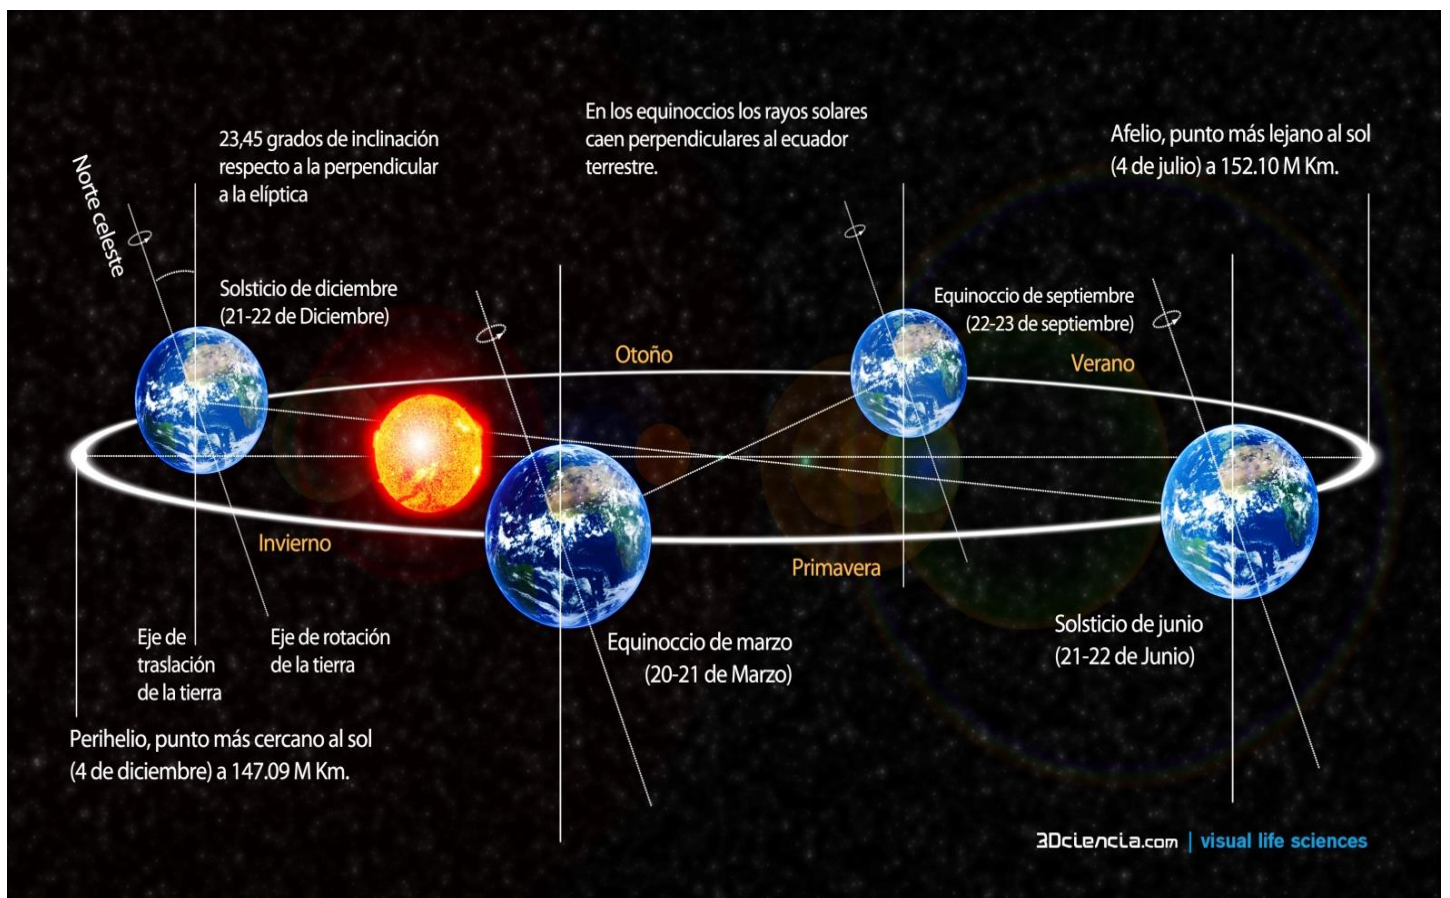 Norte celeste
23,45 grados de inclinación
respecto a la perpendicular
a la elíptica
En los equinoccios los rayos solares
caen perpendiculares al ecuador
terrestre.
Afelio, punto más lejano al sol
(4 de julio) a 152.10 M Km.
Solsticio de diciembre
(21-22 de Diciembre)
Equinoccio de septiembre
(22-23 de septiembre)
Otoño
Verano
Invierno
Primavera
Eje de
traslación
de la tierra
Eje de rotación
de la tierra
Equinoccio de marzo
(20-21 de Marzo)
Solsticio de junio
(21-22 de Junio)
Perihelio, punto más cercano al sol
(4 de diciembre) a 147.09 M Km.
3Dciencia.com | visual life sciences